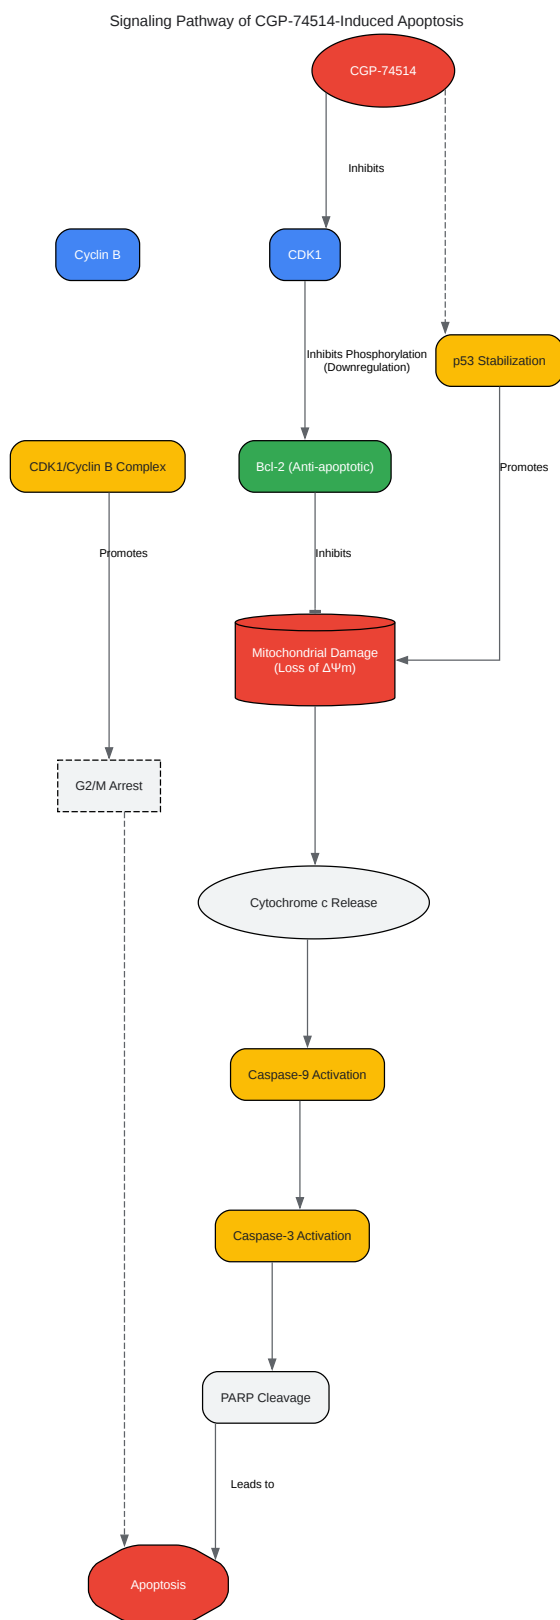 Signaling Pathway of CGP-74514-Induced Apoptosis
CGP-74514
Inhibits
Cyclin B
CDK1
Inhibits Phosphorylation
(Downregulation)
p53 Stabilization
CDK1/Cyclin B Complex
Bcl-2 (Anti-apoptotic)
Promotes
Promotes
Inhibits
Mitochondrial Damage
(Loss of ΔΨm)
G2/M Arrest
Cytochrome c Release
Caspase-9 Activation
Caspase-3 Activation
PARP Cleavage
Leads to
Apoptosis